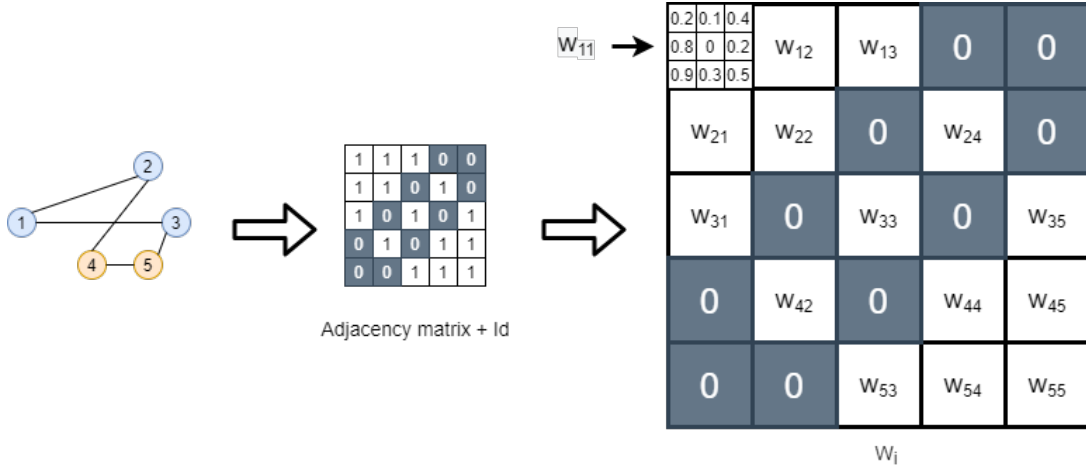 1
2
3
4
5
1 1 1 0 0
1 1 0 1 0
1 0 1 0 1
0 1 0 1 1
0 0 1 1 1
Adjacency matrix + Id
w₁₁
0.2 0.1 0.4
0.8 0 0.2
0.9 0.3 0.5
w₁₂ w₁₃ 0 0
w₂₁ w₂₂ 0 w₂₄ 0
w₃₁ 0 w₃₃ 0 w₃₅
0 w₄₂ 0 w₄₄ w₄₅
0 0 w₅₃ w₅₄ w₅₅
Wᵢ